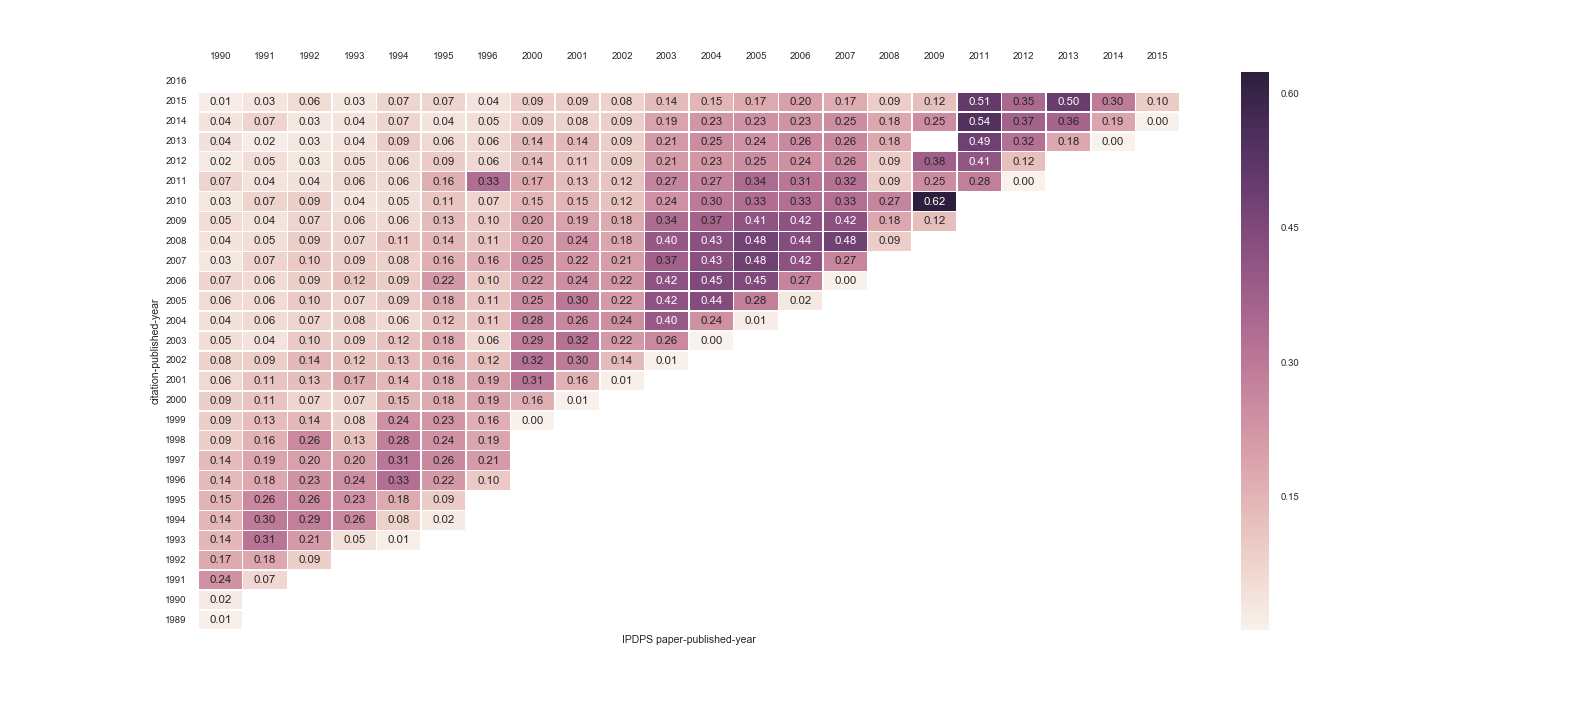 1990 1991 1992 1993 1994 1995 1996 2000 2001 2002 2003 2004 2005 2006 2007 2008 2009 2011 2012 2013 2014 2015
2016
2015 0.01 0.03 0.06 0.03 0.07 0.07 0.04 0.09 0.09 0.08 0.14 0.15 0.17 0.20 0.17 0.09 0.12 0.51 0.35 0.50 0.30 0.10
2014 0.04 0.07 0.03 0.04 0.07 0.04 0.05 0.09 0.08 0.09 0.19 0.23 0.23 0.23 0.25 0.18 0.25 0.54 0.37 0.36 0.19 0.00
2013 0.04 0.02 0.03 0.04 0.09 0.06 0.06 0.14 0.14 0.09 0.21 0.25 0.24 0.26 0.26 0.18 0.49 0.32 0.18 0.00
2012 0.02 0.05 0.03 0.05 0.06 0.09 0.06 0.14 0.11 0.09 0.21 0.23 0.25 0.24 0.26 0.09 0.38 0.41 0.12
2011 0.07 0.04 0.04 0.06 0.06 0.16 0.33 0.17 0.13 0.12 0.27 0.27 0.34 0.31 0.32 0.09 0.25 0.28 0.00
2010 0.03 0.07 0.09 0.04 0.05 0.11 0.07 0.15 0.15 0.12 0.24 0.30 0.33 0.33 0.33 0.27 0.62
2009 0.05 0.04 0.07 0.06 0.06 0.13 0.10 0.20 0.19 0.18 0.34 0.37 0.41 0.42 0.42 0.18 0.12
2008 0.04 0.05 0.09 0.07 0.11 0.14 0.11 0.20 0.24 0.18 0.40 0.43 0.48 0.44 0.48 0.09
2007 0.03 0.07 0.10 0.09 0.08 0.16 0.16 0.25 0.22 0.21 0.37 0.43 0.48 0.42 0.27
2006 0.07 0.06 0.09 0.12 0.09 0.22 0.10 0.22 0.24 0.22 0.42 0.45 0.45 0.27 0.00
2005 0.06 0.06 0.10 0.07 0.09 0.18 0.11 0.25 0.30 0.22 0.42 0.44 0.28 0.02
2004 0.04 0.06 0.07 0.08 0.06 0.12 0.11 0.28 0.26 0.24 0.40 0.24 0.01
2003 0.05 0.04 0.10 0.09 0.12 0.18 0.06 0.29 0.32 0.22 0.26 0.00
2002 0.08 0.09 0.14 0.12 0.13 0.16 0.12 0.32 0.30 0.14 0.01
2001 0.06 0.11 0.13 0.17 0.14 0.18 0.19 0.31 0.16 0.01
2000 0.09 0.11 0.07 0.07 0.15 0.18 0.19 0.16 0.01
1999 0.09 0.13 0.14 0.08 0.24 0.23 0.16 0.00
1998 0.09 0.16 0.26 0.13 0.28 0.24 0.19
1997 0.14 0.19 0.20 0.20 0.31 0.26 0.21
1996 0.14 0.18 0.23 0.24 0.33 0.22 0.10
1995 0.15 0.26 0.26 0.23 0.18 0.09
1994 0.14 0.30 0.29 0.26 0.08 0.02
1993 0.14 0.31 0.21 0.05 0.01
1992 0.17 0.18 0.09
1991 0.24 0.07
1990 0.02
1989 0.01
citation-published-year
IPDPS paper-published-year
0.60
0.45
0.30
0.15